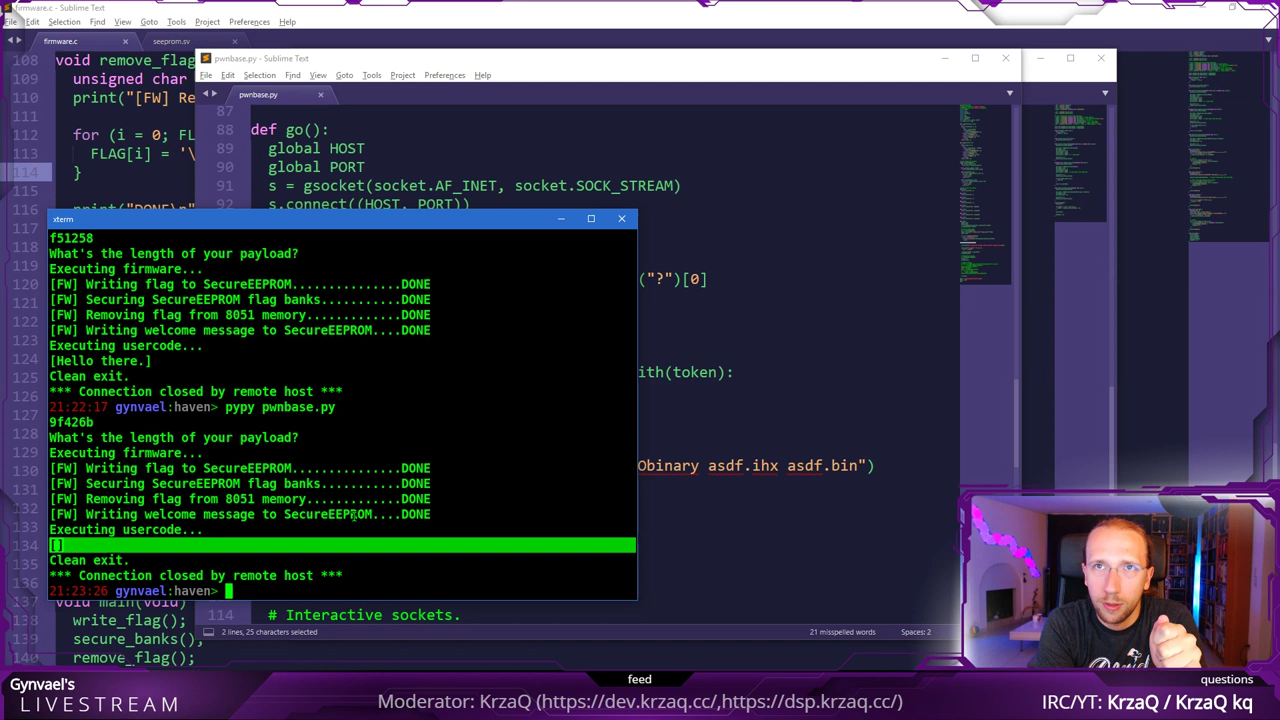 firmware.c - Sublime Text
File Edit Selection Find View Goto Tools Project Preferences Help
firmware.c
seeprom.sv
108 void remove_flag
109 unsigned char
110 print("[FW] Re
111
112 for (i = 0; FL
113 FLAG[i] = '\
114 }
115
116
117
118
119
120
121
122
123
124
125
126
127
128
129
130
131
132
133
134
135
136
137 void main(void)
138 write_flag();
139 secure_banks();
140 remove_flag();
pwnbase.py - Sublime Text
File Edit Selection Find View Goto Tools Project Preferences Help
pwnbase.py
87
88 def go():
89 global HOST
90 global PORT
91 s = gsocket(socket.AF_INET, socket.SOCK_STREAM)
92 s.connect((HOST, PORT))
("?")[0]
ith(token):
Obinary asdf.ihx asdf.bin")
114 # Interactive sockets.
2 lines, 25 characters selected
21 misspelled words
Spaces: 2
xterm
f51258
What's the length of your payload?
Executing firmware...
[FW] Writing flag to SecureEEPROM...............DONE
[FW] Securing SecureEEPROM flag banks...........DONE
[FW] Removing flag from 8051 memory.............DONE
[FW] Writing welcome message to SecureEEPROM....DONE
Executing usercode...
[Hello there.]
Clean exit.
*** Connection closed by remote host ***
21:22:17 gynvael:haven> pypy pwnbase.py
9f426b
What's the length of your payload?
Executing firmware...
[FW] Writing flag to SecureEEPROM...............DONE
[FW] Securing SecureEEPROM flag banks...........DONE
[FW] Removing flag from 8051 memory.............DONE
[FW] Writing welcome message to SecureEEPROM....DONE
Executing usercode...
[]
Clean exit.
*** Connection closed by remote host ***
21:23:26 gynvael:haven>
Gynvael's
LIVESTREAM
feed
questions
Moderator: KrzaQ (https://dev.krzaq.cc/,https://dsp.krzaq.cc/)
IRC/YT: KrzaQ / KrzaQ kq